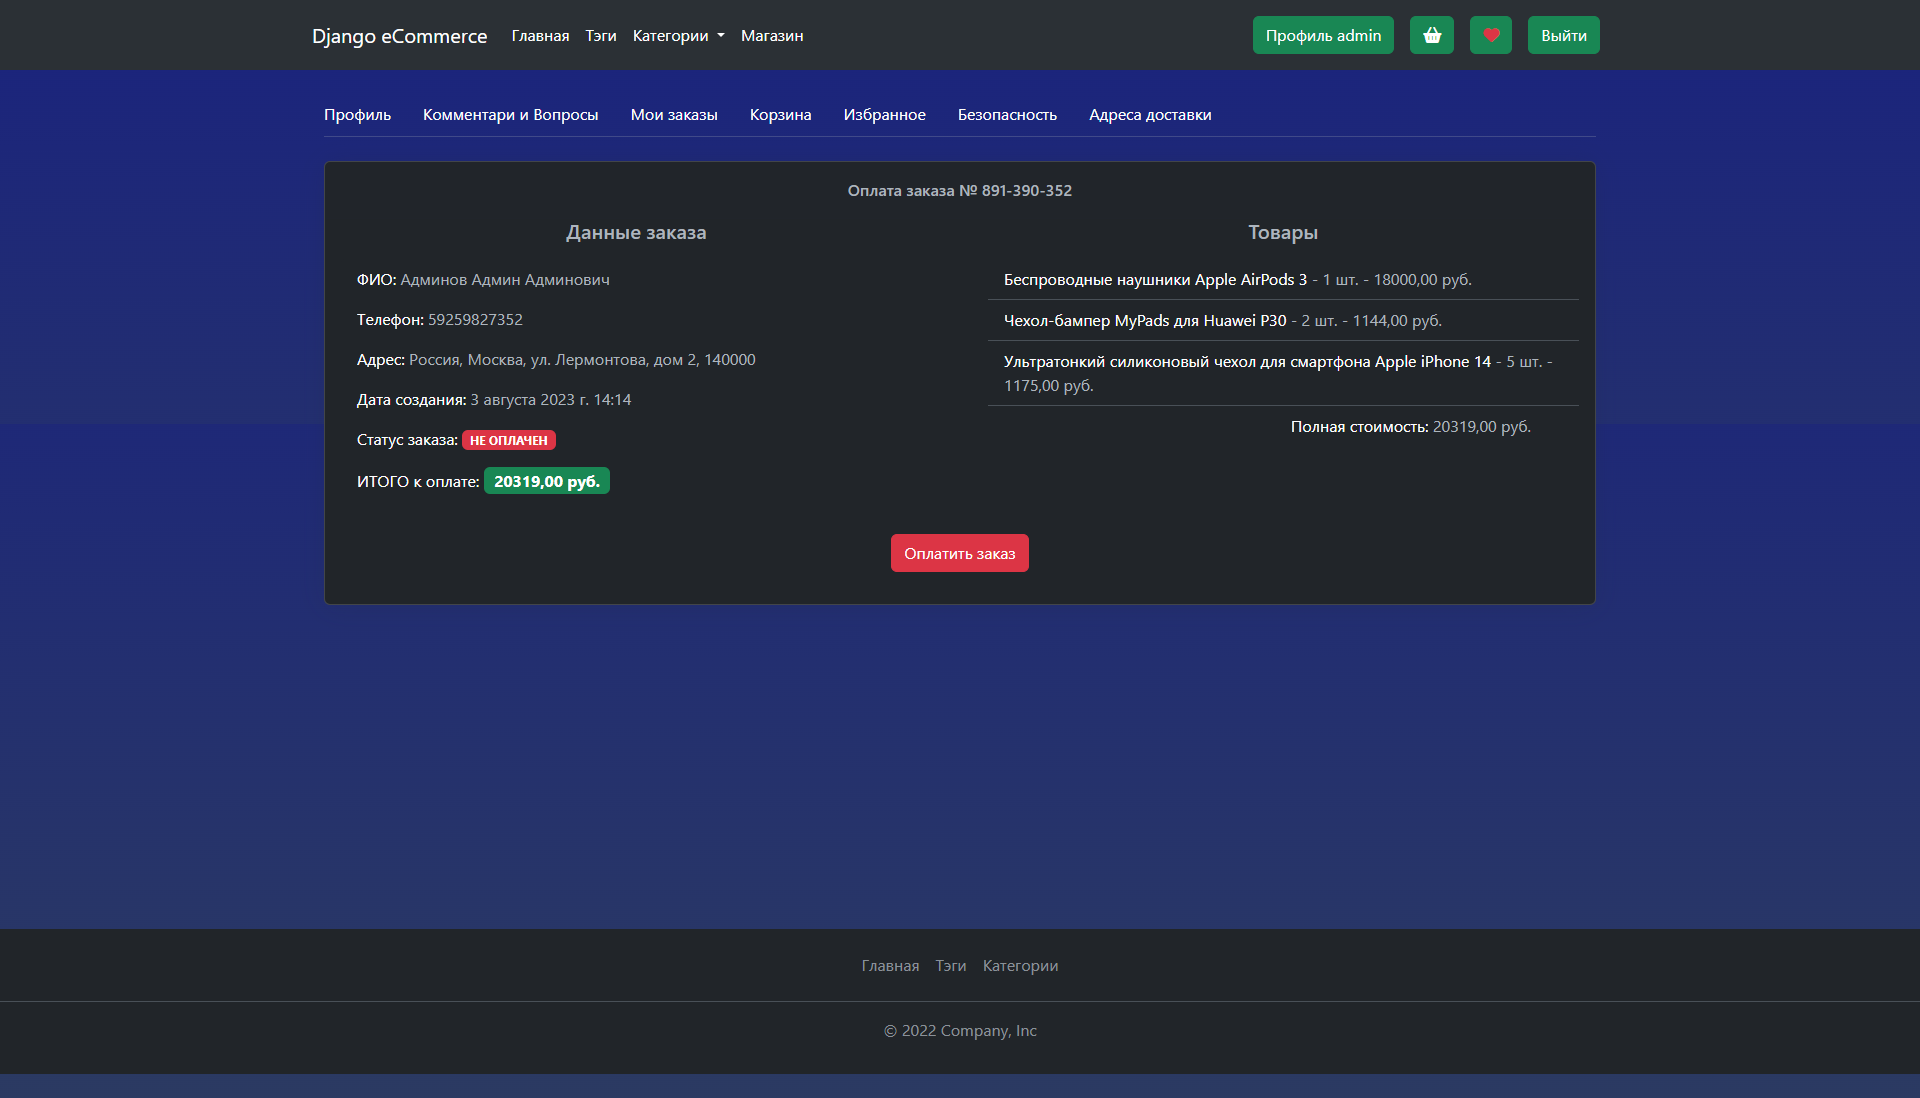 Django eCommerce Главная Тэги Категории Магазин Профиль admin Выйти
Профиль Комментари и Вопросы Мои заказы Корзина Избранное Безопасность Адреса доставки
Оплата заказа № 891-390-352
Данные заказа
ФИО: Админов Админ Админович
Телефон: 59259827352
Адрес: Россия, Москва, ул. Лермонтова, дом 2, 140000
Дата создания: 3 августа 2023 г. 14:14
Статус заказа: НЕ ОПЛАЧЕН
ИТОГО к оплате: 20319,00 руб.
Товары
Беспроводные наушники Apple AirPods 3 - 1 шт. - 18000,00 руб.
Чехол-бампер MyPads для Huawei P30 - 2 шт. - 1144,00 руб.
Ультратонкий силиконовый чехол для смартфона Apple iPhone 14 - 5 шт. -
1175,00 руб.
Полная стоимость: 20319,00 руб.
Оплатить заказ
Главная Тэги Категории
© 2022 Company, Inc